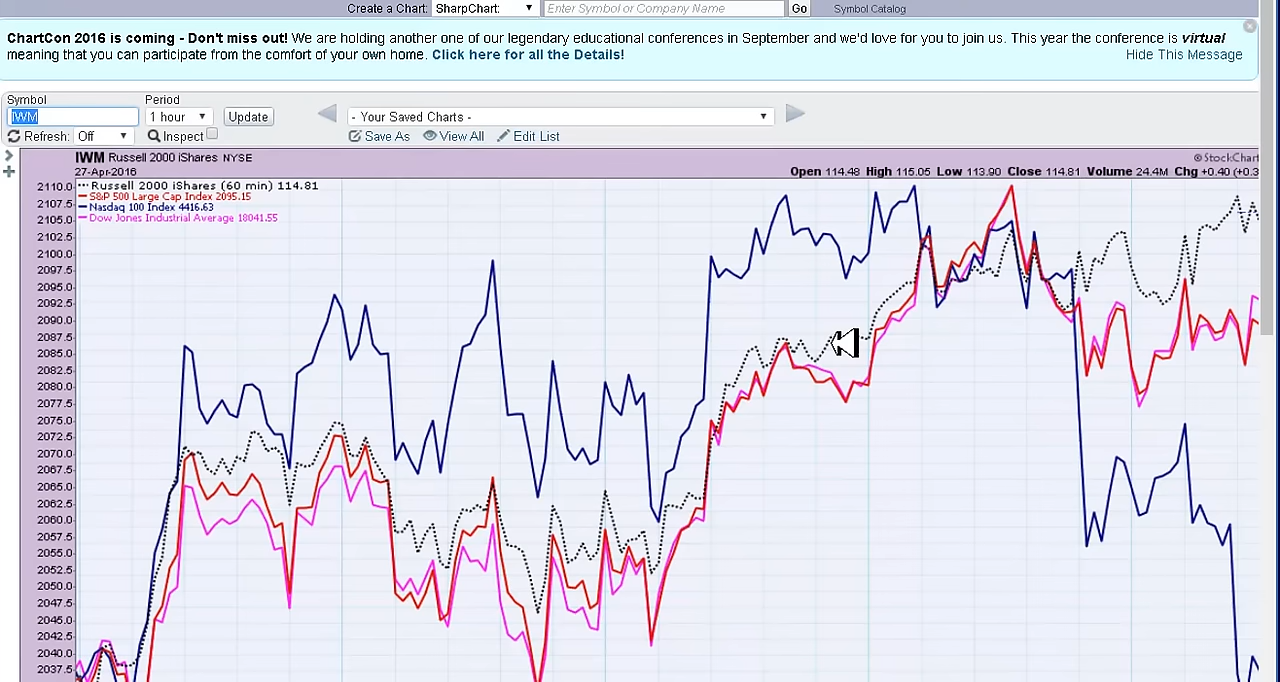 Create a Chart: SharpChart: Enter Symbol or Company Name Go Symbol Catalog
ChartCon 2016 is coming - Don't miss out! We are holding another one of our legendary educational conferences in September and we'd love for you to join us. This year the conference is virtual
meaning that you can participate from the comfort of your own home. Click here for all the Details! Hide This Message
Symbol Period
IWM 1 hour Update - Your Saved Charts -
Refresh: Off Inspect Save As View All Edit List
IWM Russell 2000 iShares NYSE ® StockChart
27-Apr-2016 Open 114.48 High 115.05 Low 113.90 Close 114.81 Volume 24.4M Chg +0.40 (+0.3
Russell 2000 iShares (60 min) 114.81
S&P 500 Large Cap Index 2095.15
Nasdaq 100 Index 4416.63
Dow Jones Industrial Average 18041.55
2110.0
2107.5
2105.0
2102.5
2100.0
2097.5
2095.0
2092.5
2090.0
2087.5
2085.0
2082.5
2080.0
2077.5
2075.0
2072.5
2070.0
2067.5
2065.0
2062.5
2060.0
2057.5
2055.0
2052.5
2050.0
2047.5
2045.0
2042.5
2040.0
2037.5